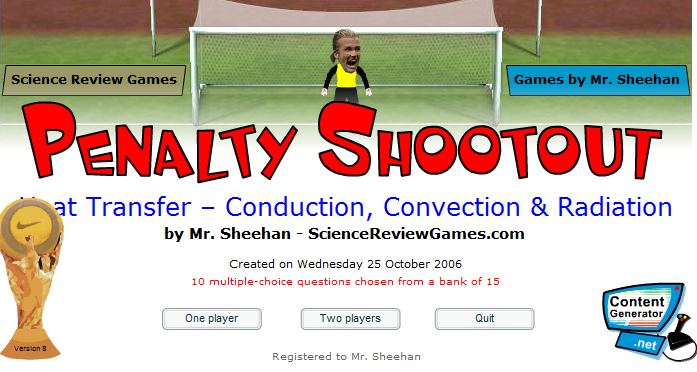 Science Review Games
Games by Mr. Sheehan
PENALTY SHOOTOUT
Heat Transfer – Conduction, Convection & Radiation
by Mr. Sheehan - ScienceReviewGames.com
Created on Wednesday 25 October 2006
10 multiple-choice questions chosen from a bank of 15
One player
Two players
Quit
Content
Generator
.net
Version 8
Registered to Mr. Sheehan